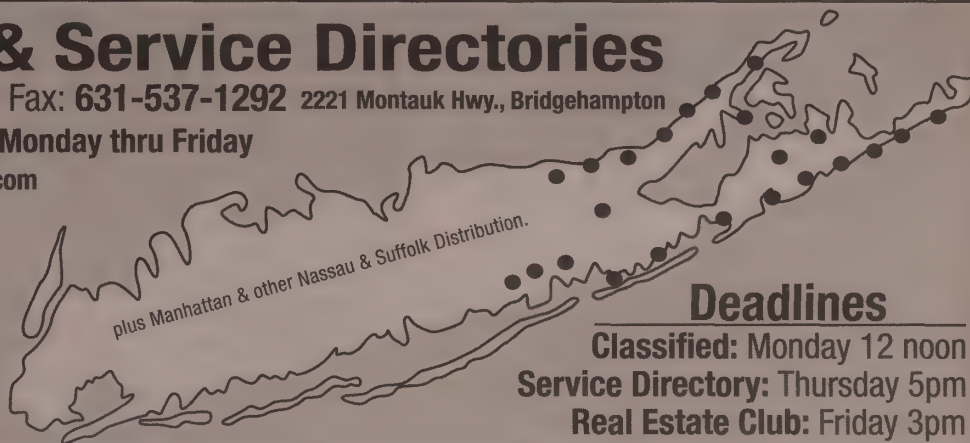 & Service Directories
Fax: 631-537-1292 2221 Montauk Hwy., Bridgehampton
Monday thru Friday
com
plus Manhattan & other Nassau & Suffolk Distribution.
Deadlines
Classified: Monday 12 noon
Service Directory: Thursday 5pm
Real Estate Club: Friday 3pm